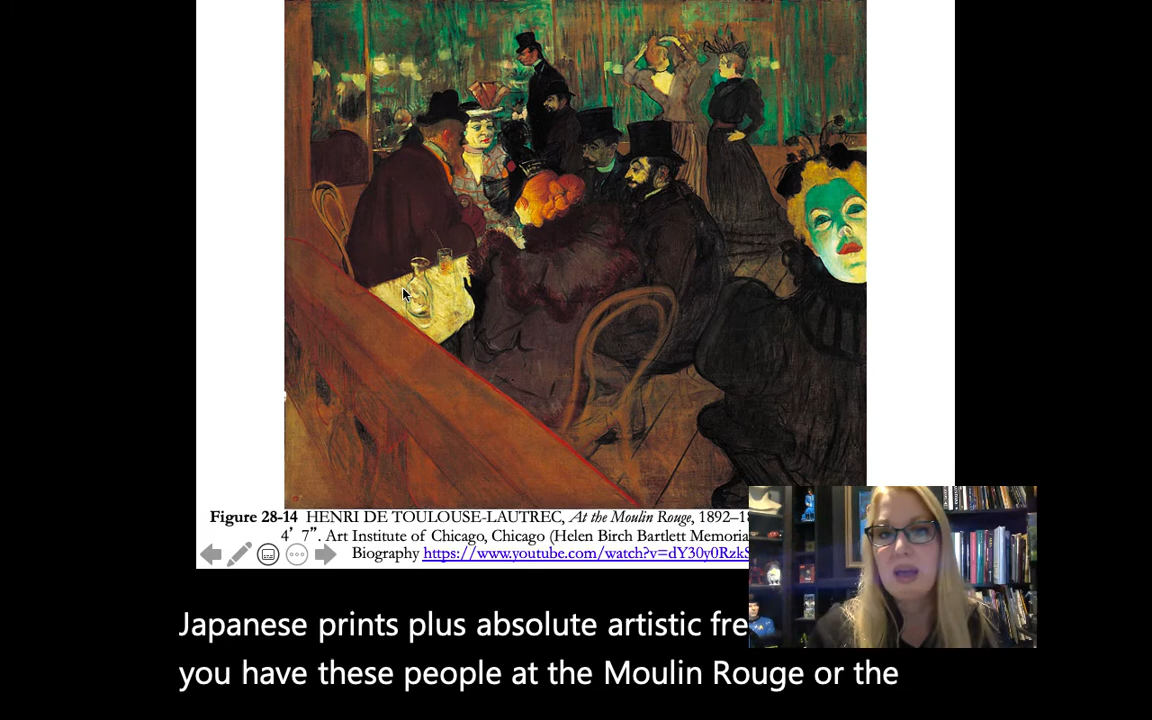 Figure 28-14 HENRI DE TOULOUSE-LAUTREC, At the Moulin Rouge, 1892–18
4’ 7”. Art Institute of Chicago, Chicago (Helen Birch Bartlett Memoria
Biography https://www.youtube.com/watch?v=dY30y0RzkS
Japanese prints plus absolute artistic fre
you have these people at the Moulin Rouge or the